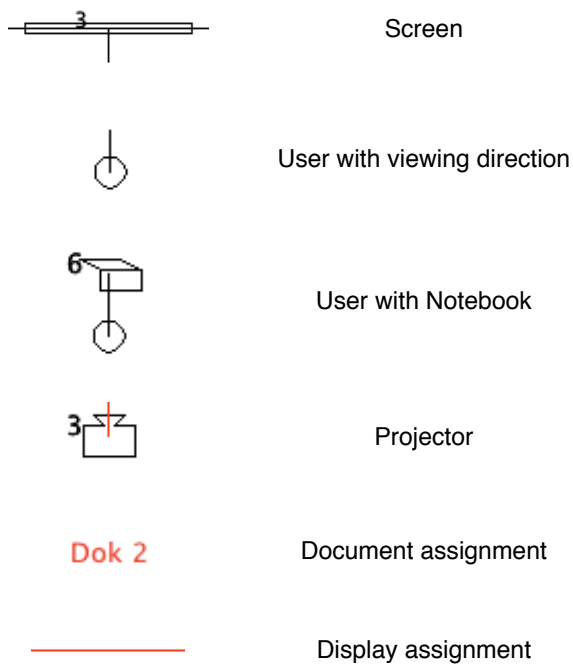 3
Screen
User with viewing direction
6
User with Notebook
3
Projector
Dok 2
Document assignment
Display assignment